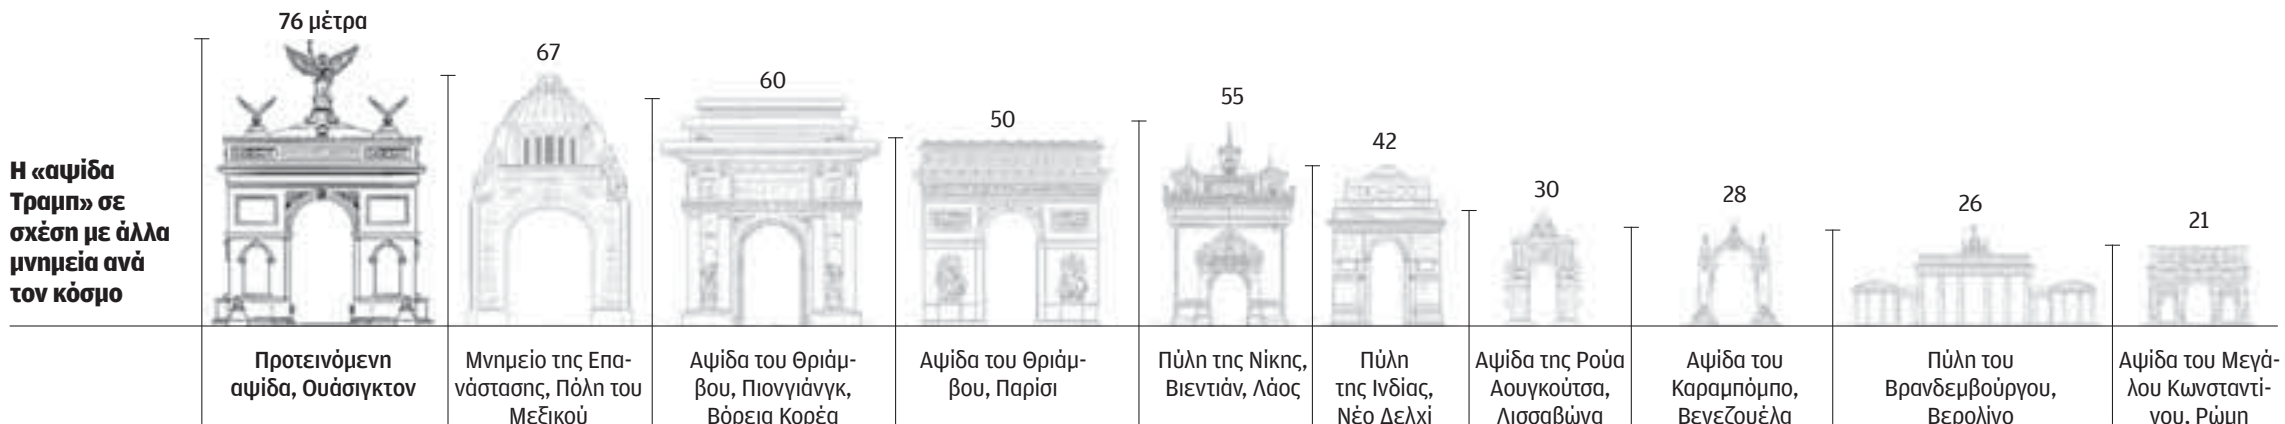 76 μέτρα
67
60
50
55
42
30
28
26
21
Η «αψίδα
Τραμπ» σε
σχέση με άλλα
μνημεία ανά
τον κόσμο
Προτεινόμενη
αψίδα, Ουάσιγκτον
Μνημείο της Επα-
νάστασης, Πόλη του
Μεξικού
Αψίδα του Θριάμ-
βου, Πιονγιάνγκ,
Βόρεια Κορέα
Αψίδα του Θριάμ-
βου, Παρίσι
Πύλη της Νίκης,
Βιεντιάν, Λάος
Πύλη
της Ινδίας,
Νέο Δελχί
Αψίδα της Ρούα
Αουγκούτσα,
Λισσαβώνα
Αψίδα του
Καραμπόμπο,
Βενεζουέλα
Πύλη του
Βρανδεμβούργου,
Βερολίνο
Αψίδα του Μεγά-
λου Κωνσταντί-
νου, Ρώμη